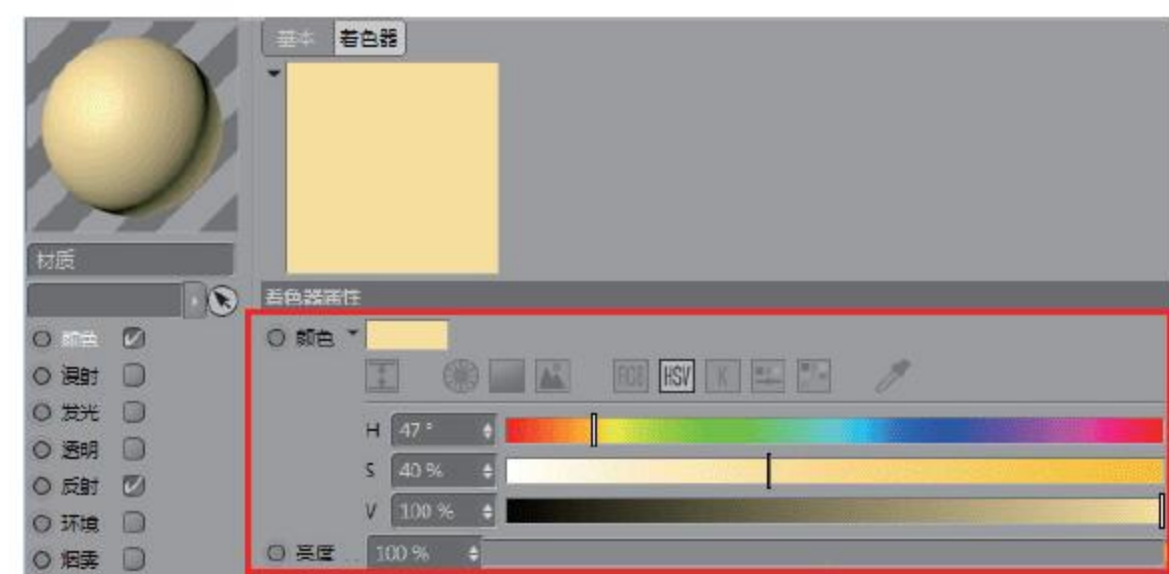 基本 着色器
材质
着色器属性
颜色
漫射
发光
透明
反射
环境
烟雾
颜色
RGB HSV K
H 47 °
S 40 %
V 100 %
亮度 . . 100 %